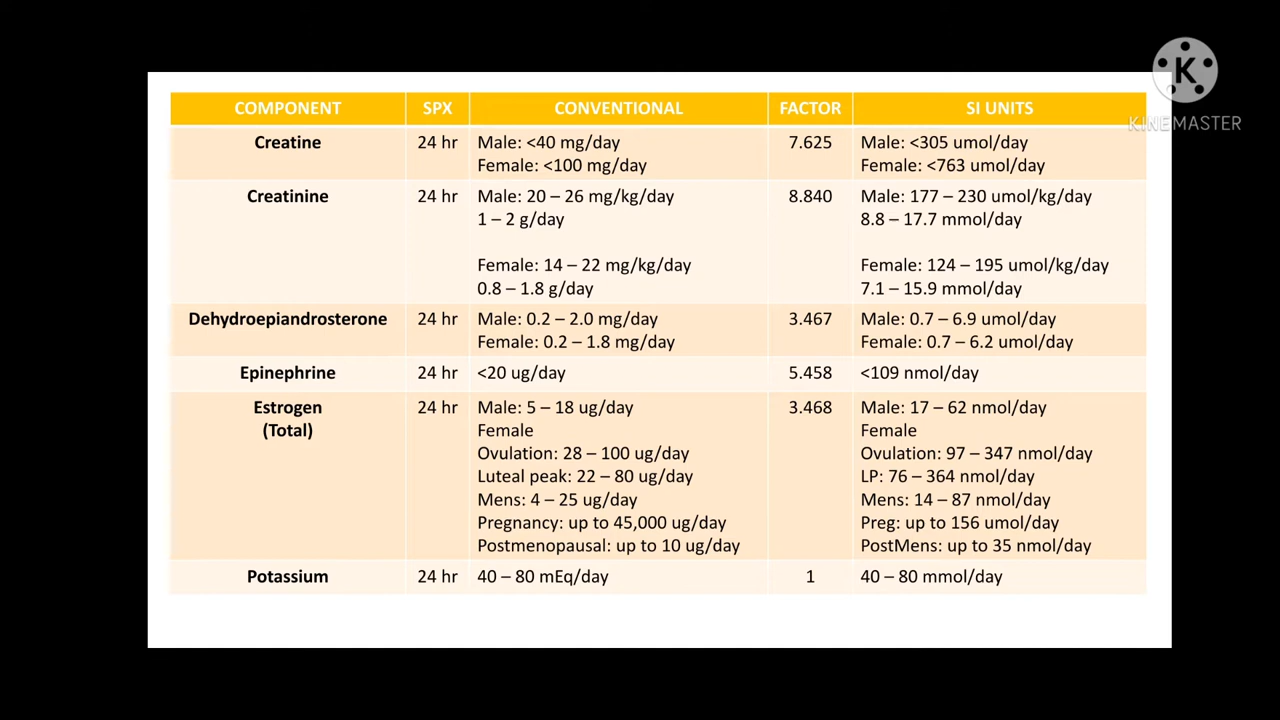 K
KINEMASTER
COMPONENT SPX CONVENTIONAL FACTOR SI UNITS
Creatine 24 hr Male: <40 mg/day 7.625 Male: <305 umol/day
Female: <100 mg/day Female: <763 umol/day
Creatinine 24 hr Male: 20 – 26 mg/kg/day 8.840 Male: 177 – 230 umol/kg/day
1 – 2 g/day 8.8 – 17.7 mmol/day
Female: 14 – 22 mg/kg/day Female: 124 – 195 umol/kg/day
0.8 – 1.8 g/day 7.1 – 15.9 mmol/day
Dehydroepiandrosterone 24 hr Male: 0.2 – 2.0 mg/day 3.467 Male: 0.7 – 6.9 umol/day
Female: 0.2 – 1.8 mg/day Female: 0.7 – 6.2 umol/day
Epinephrine 24 hr <20 ug/day 5.458 <109 nmol/day
Estrogen 24 hr Male: 5 – 18 ug/day 3.468 Male: 17 – 62 nmol/day
(Total) Female Female
Ovulation: 28 – 100 ug/day Ovulation: 97 – 347 nmol/day
Luteal peak: 22 – 80 ug/day LP: 76 – 364 nmol/day
Mens: 4 – 25 ug/day Mens: 14 – 87 nmol/day
Pregnancy: up to 45,000 ug/day Preg: up to 156 umol/day
Postmenopausal: up to 10 ug/day PostMens: up to 35 nmol/day
Potassium 24 hr 40 – 80 mEq/day 1 40 – 80 mmol/day